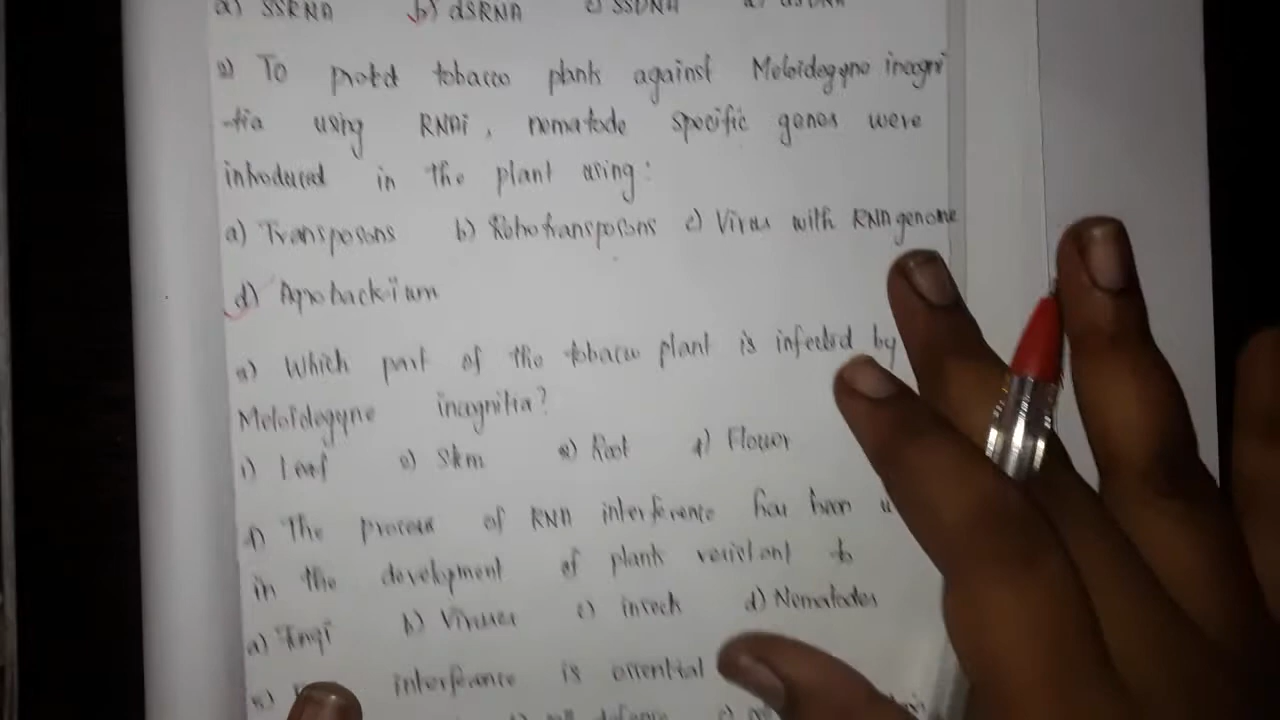 a) SSRNA b) dSRNA c) SSDNA
2) To protect tobacco plants against Meloidogyne incogni
-tia using RNAi, nematode specific genes were
introduced in the plant using:
a) Transposons b) Retrotransposons c) Virus with RNA genome
d) Agrobacterium
3) Which part of the tobacco plant is infected by
Meloidogyne incognitia?
1) Leaf 2) Stem 3) Root 4) Flower
4) The process of RNA interference has been
in the development of plants resistant to
a) Fungi b) Viruses c) insects d) Nematodes
interference is essential